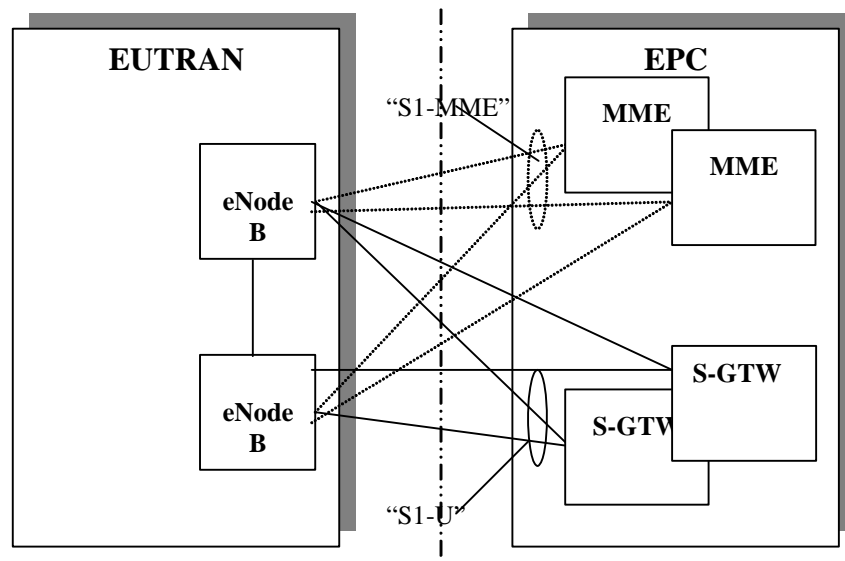 EUTRAN
EPC
“S1-MME”
MME
MME
eNode
B
S-GTW
eNode
B
S-GTW
“S1-U”